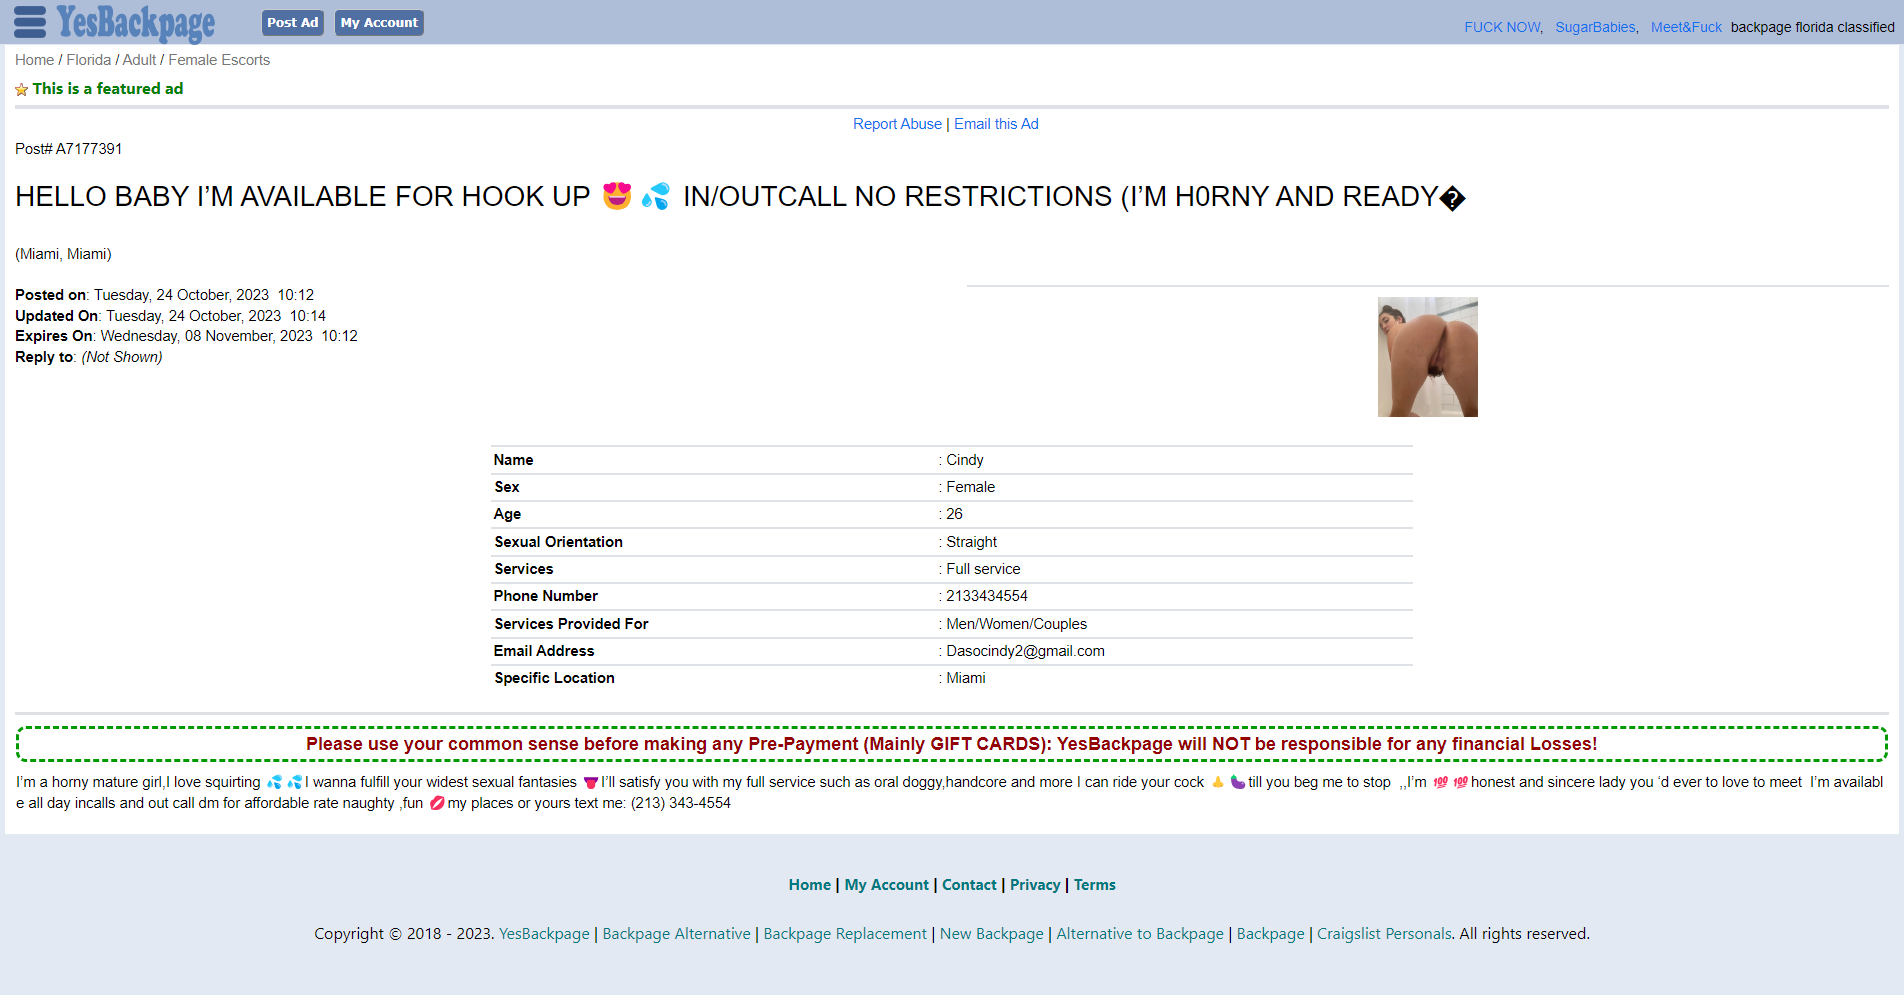 YesBackpage
Post Ad
My Account
FUCK NOW, SugarBabies, Meet&Fuck backpage florida classified
Home / Florida / Adult / Female Escorts
This is a featured ad
Report Abuse | Email this Ad
Post# A7177391
HELLO BABY I’M AVAILABLE FOR HOOK UP 😍 💦 IN/OUTCALL NO RESTRICTIONS (I’M H0RNY AND READY�
(Miami, Miami)
Posted on: Tuesday, 24 October, 2023 10:12
Updated On: Tuesday, 24 October, 2023 10:14
Expires On: Wednesday, 08 November, 2023 10:12
Reply to: (Not Shown)
Name : Cindy
Sex : Female
Age : 26
Sexual Orientation : Straight
Services : Full service
Phone Number : 2133434554
Services Provided For : Men/Women/Couples
Email Address : Dasocindy2@gmail.com
Specific Location : Miami
Please use your common sense before making any Pre-Payment (Mainly GIFT CARDS): YesBackpage will NOT be responsible for any financial Losses!
I’m a horny mature girl,I love squirting 💦💦I wanna fulfill your widest sexual fantasies 👅I’ll satisfy you with my full service such as oral doggy,handcore and more I can ride your cock 👆🍆till you beg me to stop ,,I’m 💯💯honest and sincere lady you ‘d ever to love to meet I’m availabl
e all day incalls and out call dm for affordable rate naughty ,fun 💋my places or yours text me: (213) 343-4554
Home | My Account | Contact | Privacy | Terms
Copyright © 2018 - 2023. YesBackpage | Backpage Alternative | Backpage Replacement | New Backpage | Alternative to Backpage | Backpage | Craigslist Personals. All rights reserved.